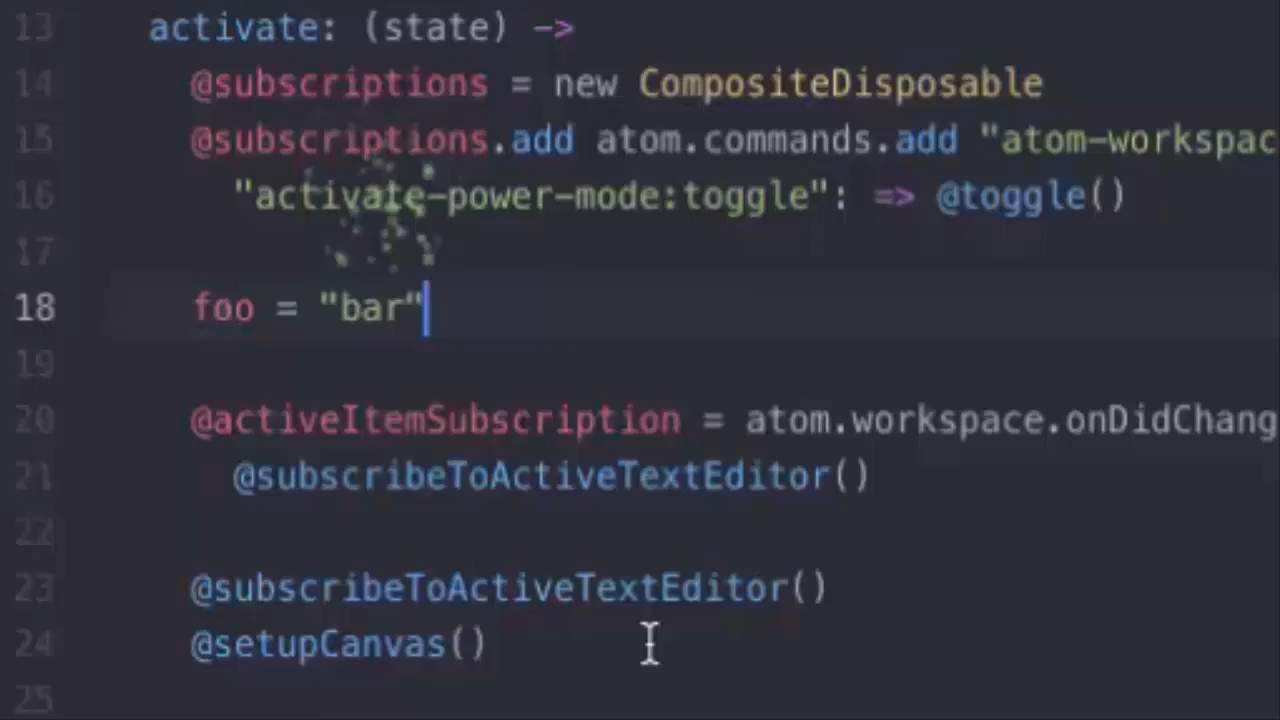 13 activate: (state) ->
14 @subscriptions = new CompositeDisposable
15 @subscriptions.add atom.commands.add "atom-workspac
16 "activate-power-mode:toggle": => @toggle()
17
18 foo = "bar"
19
20 @activeItemSubscription = atom.workspace.onDidChang
21 @subscribeToActiveTextEditor()
22
23 @subscribeToActiveTextEditor()
24 @setupCanvas()
25